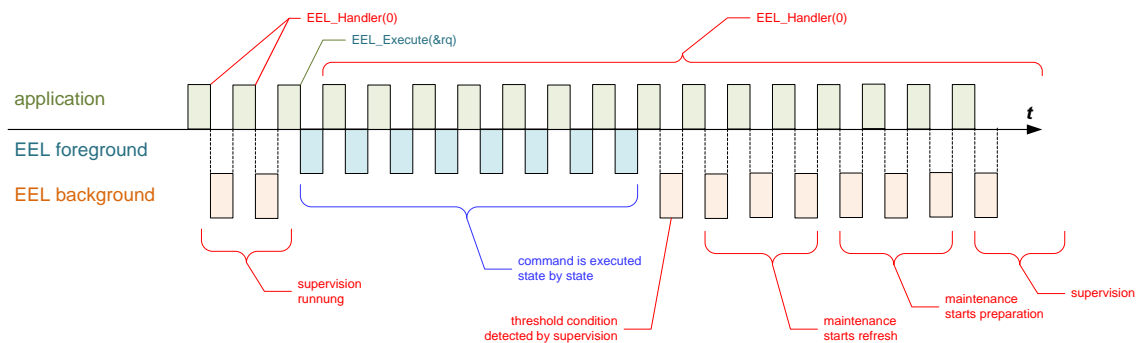 EEL_Handler(0)
EEL_Handler(0)
EEL_Execute(&rq)
application
t
EEL foreground
EEL background
supervision
runnung
command is executed
state by state
threshold condition
detected by supervision
maintenance
starts refresh
maintenance
starts preparation
supervision